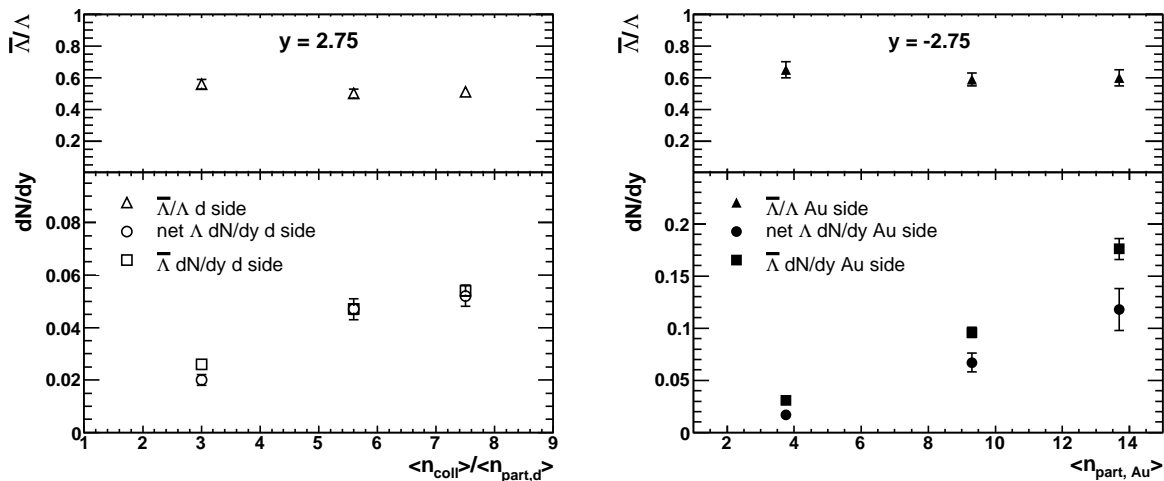 Λ̅/Λ
1
0.8
0.6
0.4
0.2
y = 2.75
dN/dy
0.08
0.06
0.04
0.02
0
Λ̅/Λ d side
net Λ dN/dy d side
Λ̅ dN/dy d side
1 2 3 4 5 6 7 8 9
<n_coll>/<n_part,d>
Λ̅/Λ
1
0.8
0.6
0.4
0.2
y = -2.75
dN/dy
0.2
0.15
0.1
0.05
0
Λ̅/Λ Au side
net Λ dN/dy Au side
Λ̅ dN/dy Au side
2 4 6 8 10 12 14
<n_part, Au>